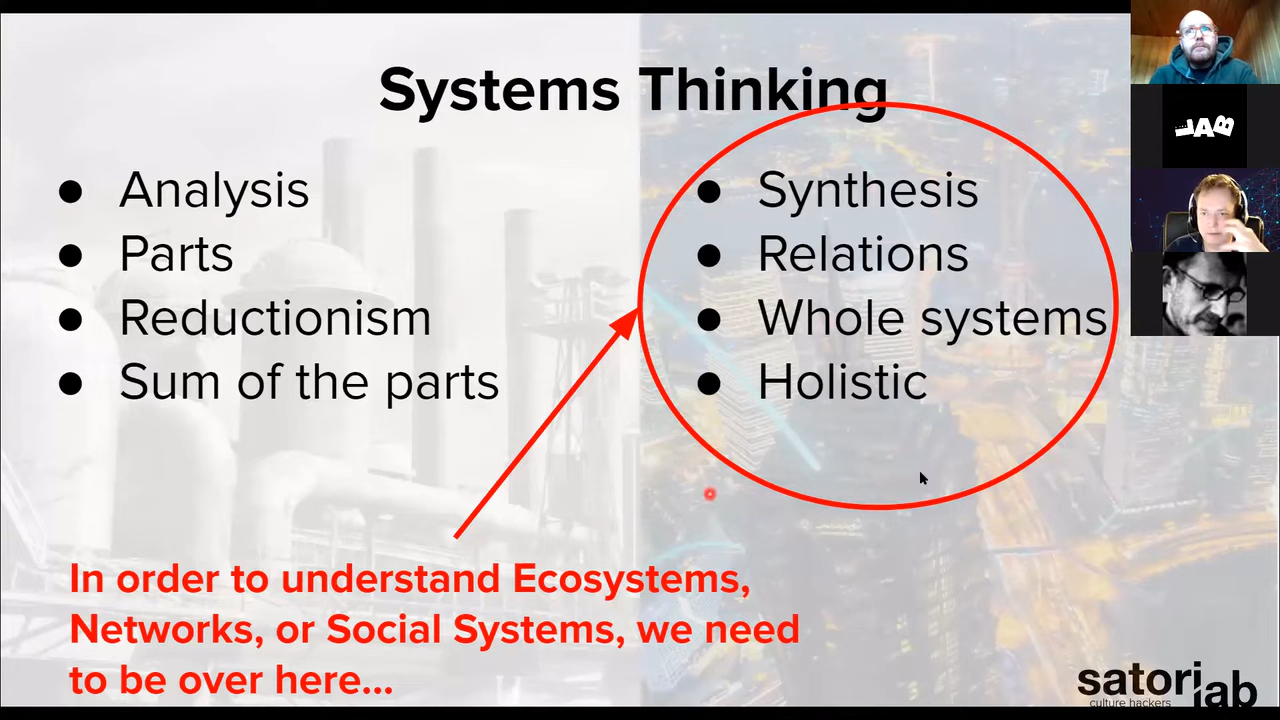 Systems Thinking
● Analysis
● Parts
● Reductionism
● Sum of the parts
● Synthesis
● Relations
● Whole systems
● Holistic
In order to understand Ecosystems,
Networks, or Social Systems, we need
to be over here...
LAB
satori lab
culture hackers